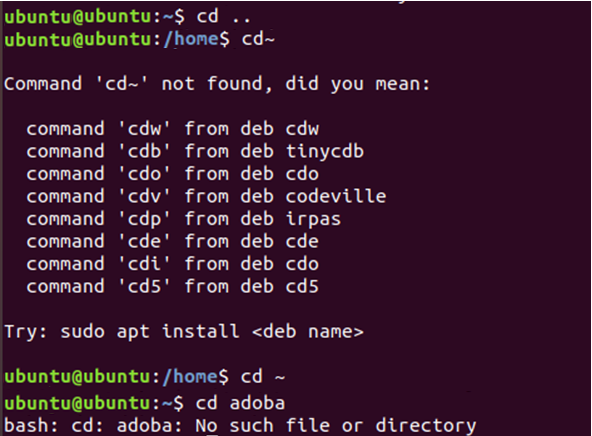 ubuntu@ubuntu:~$ cd ..
ubuntu@ubuntu:/home$ cd~
Command 'cd~' not found, did you mean:
command 'cdw' from deb cdw
command 'cdb' from deb tinycdb
command 'cdo' from deb cdo
command 'cdv' from deb codeville
command 'cdp' from deb irpas
command 'cde' from deb cde
command 'cdi' from deb cdo
command 'cd5' from deb cd5
Try: sudo apt install <deb name>
ubuntu@ubuntu:/home$ cd ~
ubuntu@ubuntu:~$ cd adoba
bash: cd: adoba: No such file or directory